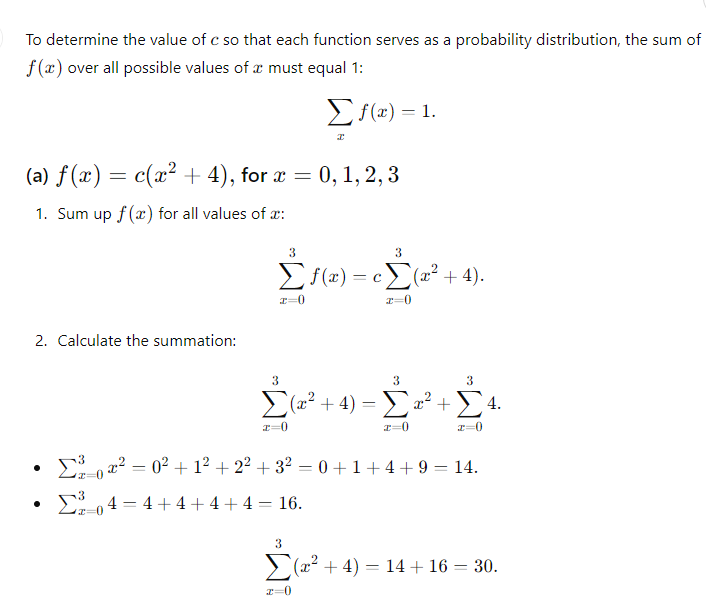 To determine the value of c so that each function serves as a probability distribution, the sum of
f(x) over all possible values of x must equal 1:
∑_x f(x) = 1.
(a) f(x) = c(x² + 4), for x = 0, 1, 2, 3
1. Sum up f(x) for all values of x:
∑_{x=0}^{3} f(x) = c ∑_{x=0}^{3} (x² + 4).
2. Calculate the summation:
∑_{x=0}^{3} (x² + 4) = ∑_{x=0}^{3} x² + ∑_{x=0}^{3} 4.
• ∑_{x=0}^{3} x² = 0² + 1² + 2² + 3² = 0 + 1 + 4 + 9 = 14.
• ∑_{x=0}^{3} 4 = 4 + 4 + 4 + 4 = 16.
∑_{x=0}^{3} (x² + 4) = 14 + 16 = 30.